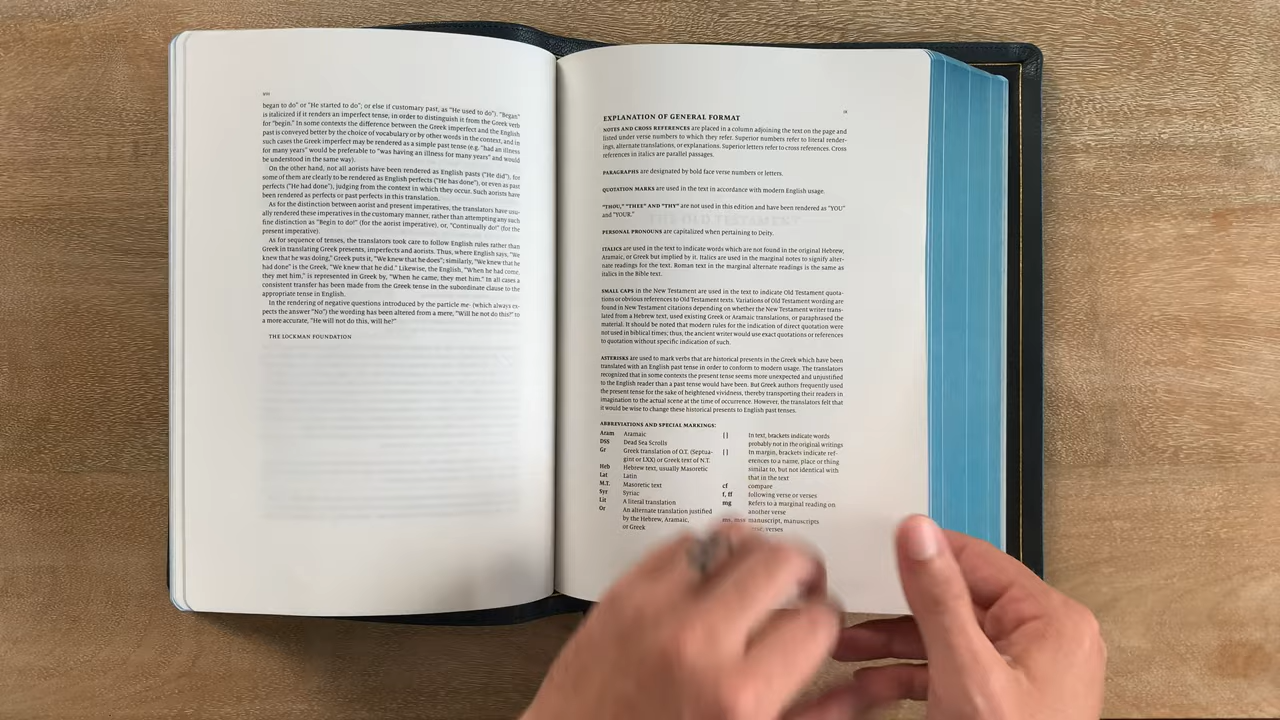 began to do" or "He started to do"; or else if customary past, as "He used to do"). "Began"
is italicized if it renders an imperfect tense, in order to distinguish it from the Greek verb
for "begin." In some contexts the difference between the Greek imperfect and the English
past is conveyed better by the choice of vocabulary or by other words in the context, and in
such cases the Greek imperfect may be rendered as a simple past tense (e.g. "had an illness
for many years" would be preferable to "was having an illness for many years" and would
be understood in the same way).
On the other hand, not all aorists have been rendered as English pasts ("He did"), for
some of them are clearly to be rendered as English perfects ("He has done"), or even as past
perfects ("He had done"), judging from the context in which they occur. Such aorists have
been rendered as perfects or past perfects in this translation.
As for the distinction between aorist and present imperatives, the translators have usu-
ally rendered these imperatives in the customary manner, rather than attempting any such
fine distinction as "Begin to do!" (for the aorist imperative), or, "Continually do!" (for the
present imperative).
As for sequence of tenses, the translators took care to follow English rules rather than
Greek in translating Greek presents, imperfects and aorists. Thus, where English says, "We
knew that he was doing," Greek puts it, "We knew that he does"; similarly, "We knew that he
had done" is the Greek, "We knew that he did." Likewise, the English, "When he had come,
they met him," is represented in Greek by, "When he came, they met him." In all cases a
consistent transfer has been made from the Greek tense in the subordinate clause to the
appropriate tense in English.
In the rendering of negative questions introduced by the particle me- (which always ex-
pects the answer "No") the wording has been altered from a mere, "Will he not do this?" to
a more accurate, "He will not do this, will he?"
THE LOCKMAN FOUNDATION
EXPLANATION OF GENERAL FORMAT
NOTES AND CROSS REFERENCES are placed in a column adjoining the text on the page and
listed under verse numbers to which they refer. Superior numbers refer to literal render-
ings, alternate translations, or explanations. Superior letters refer to cross references. Cross
references in italics are parallel passages.
PARAGRAPHS are designated by bold face verse numbers or letters.
QUOTATION MARKS are used in the text in accordance with modern English usage.
"THOU," "THEE" AND "THY" are not used in this edition and have been rendered as "YOU"
and "YOUR."
THE OLD TESTAMENT
PERSONAL PRONOUNS are capitalized when pertaining to Deity.
ITALICS are used in the text to indicate words which are not found in the original Hebrew,
Aramaic, or Greek but implied by it. Italics are used in the marginal notes to signify alter-
nate readings for the text. Roman text in the marginal alternate readings is the same as
italics in the Bible text.
SMALL CAPS in the New Testament are used in the text to indicate Old Testament quota-
tions or obvious references to Old Testament texts. Variations of Old Testament wording are
found in New Testament citations depending on whether the New Testament writer trans-
lated from a Hebrew text, used existing Greek or Aramaic translations, or paraphrased the
material. It should be noted that modern rules for the indication of direct quotation were
not used in biblical times; thus, the ancient writer would use exact quotations or references
to quotation without specific indication of such.
ASTERISKS are used to mark verbs that are historical presents in the Greek which have been
translated with an English past tense in order to conform to modern usage. The translators
recognized that in some contexts the present tense seems more unexpected and unjustified
to the English reader than a past tense would have been. But Greek authors frequently used
the present tense for the sake of heightened vividness, thereby transporting their readers in
imagination to the actual scene at the time of occurrence. However, the translators felt that
it would be wise to change these historical presents to English past tenses.
ABBREVIATIONS AND SPECIAL MARKINGS:
Aram Aramaic
DSS Dead Sea Scrolls
Gr Greek translation of O.T. (Septua-
gint or LXX) or Greek text of N.T.
Heb Hebrew text, usually Masoretic
Lat Latin
M.T. Masoretic text
Syr Syriac
Lit A literal translation
Or An alternate translation justified
by the Hebrew, Aramaic,
or Greek
[ ] In text, brackets indicate words
probably not in the original writings
[ ] In margin, brackets indicate ref-
erences to a name, place or thing
similar to, but not identical with
that in the text
cf compare
f, ff following verse or verses
mg Refers to a marginal reading on
another verse
ms, mss manuscript, manuscripts
verses